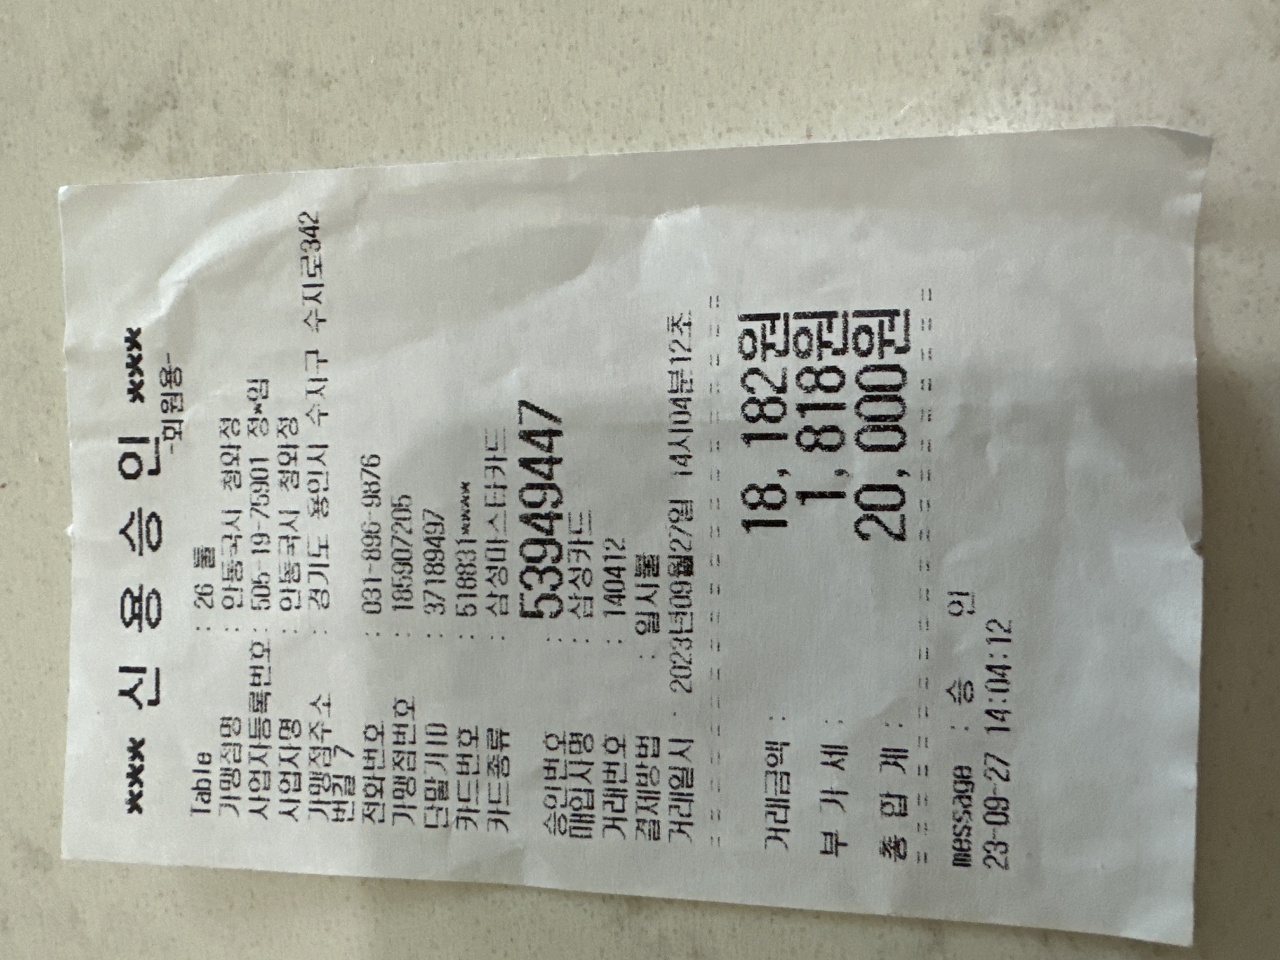 *** 신 용 승 인 ***
-회원용-
Table : 26 룸
가맹점명 : 안동국시 청와정
사업자등록번호: 505-19-75901 정*임
사업자명 : 안동국시 청와정
가맹점주소 : 경기도 용인시 수지구 수지로342
번길 7
전화번호 : 031-896-9876
가맹점번호 : 185907205
단말기ID : 37189497
카드번호 : 518831****
카드종류 : 삼성마스타카드
승인번호 : 53949447
매입사명 : 삼성카드
거래번호 : 140412
결제방법 : 일시불
거래일시 : 2023년09월27일 14시04분12초
거래금액 : 18,182원
부 가 세 : 1,818원
총 합 계 : 20,000원
message : 승 인
23-09-27 14:04:12